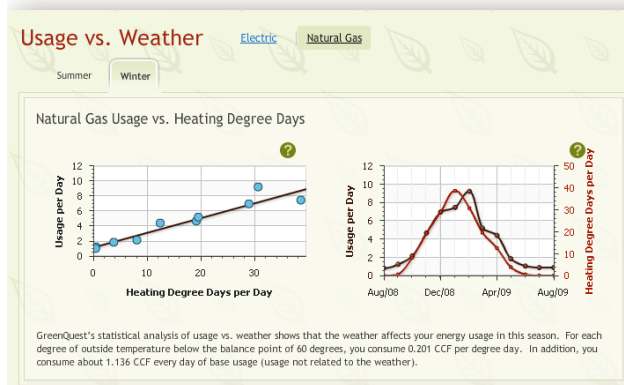 Usage vs. Weather
Electric
Natural Gas
Summer
Winter
Natural Gas Usage vs. Heating Degree Days
?
?
Usage per Day
12
10
8
6
4
2
0
0 10 20 30
Heating Degree Days per Day
Usage per Day
12
10
8
6
4
2
0
50
40
30
20
10
0
Heating Degree Days per Day
Aug/08 Dec/08 Apr/09 Aug/09
GreenQuest's statistical analysis of usage vs. weather shows that the weather affects your energy usage in this season. For each
degree of outside temperature below the balance point of 60 degrees, you consume 0.201 CCF per degree day. In addition, you
consume about 1.136 CCF every day of base usage (usage not related to the weather).